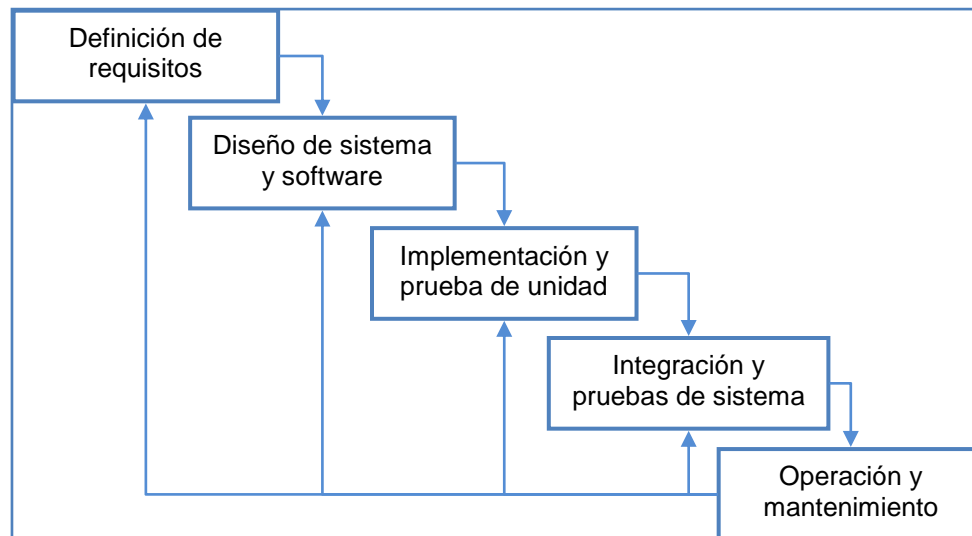 Definición de
requisitos
Diseño de sistema
y software
Implementación y
prueba de unidad
Integración y
pruebas de sistema
Operación y
mantenimiento